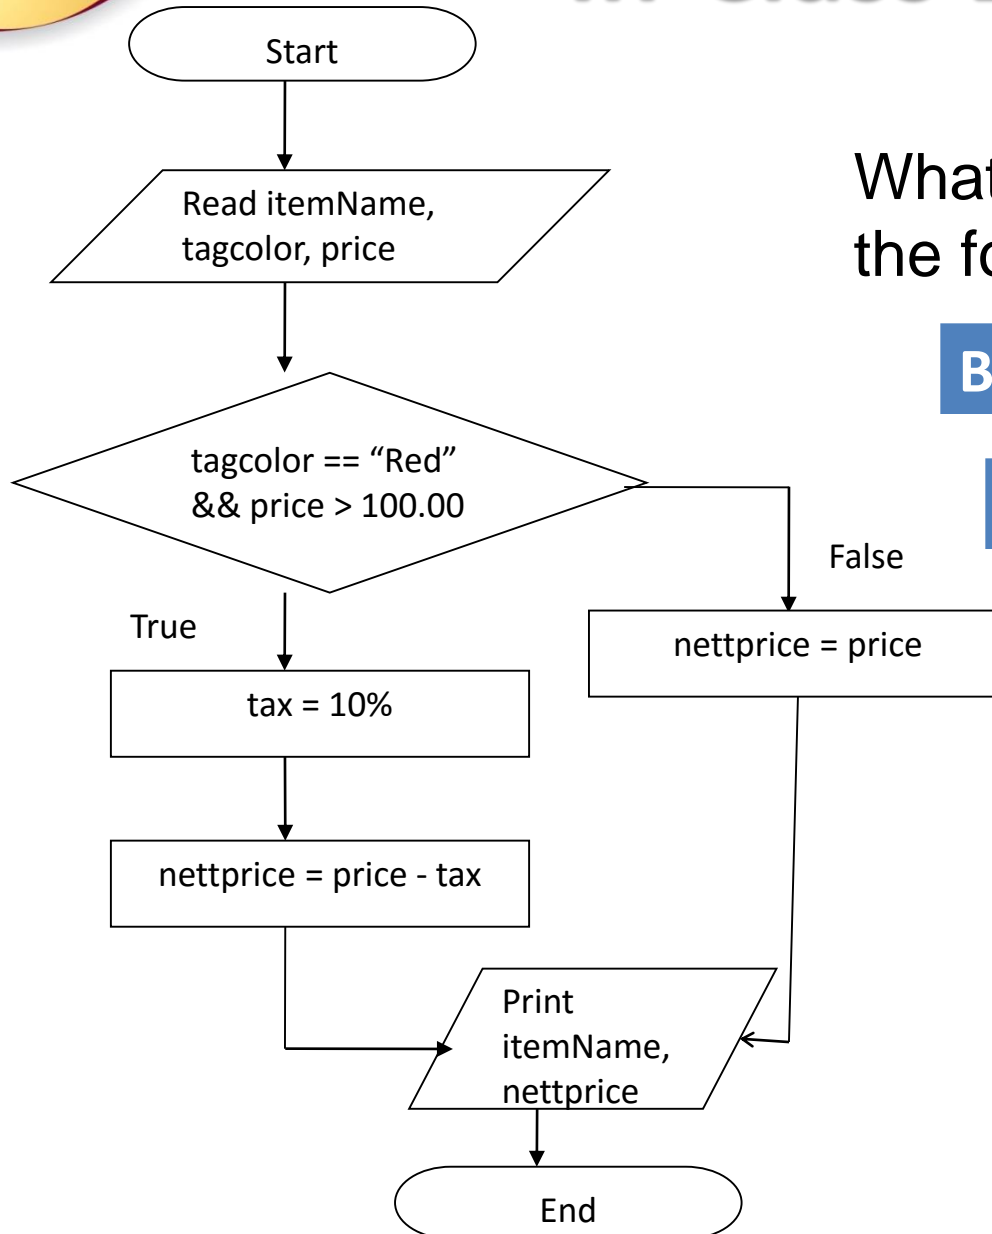 Start
Read itemName,
tagcolor, price
What
the fo
B
tagcolor == “Red”
&& price > 100.00
False
True
nettprice = price
tax = 10%
nettprice = price - tax
Print
itemName,
nettprice
End